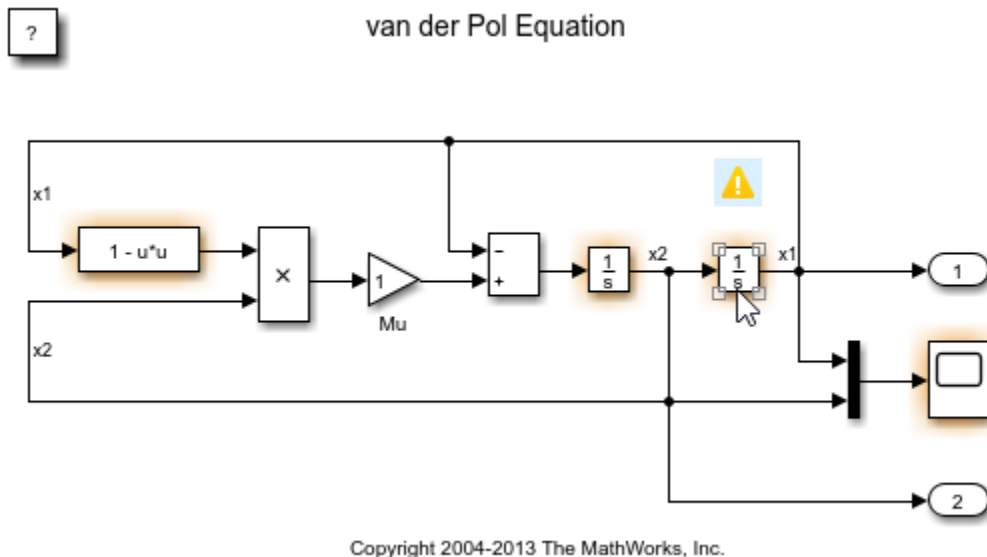 van der Pol Equation
?
x1
1 - u*u
×
1
Mu
−
+
1
s
x2
1
s
x1
1
x2
2
Copyright 2004-2013 The MathWorks, Inc.